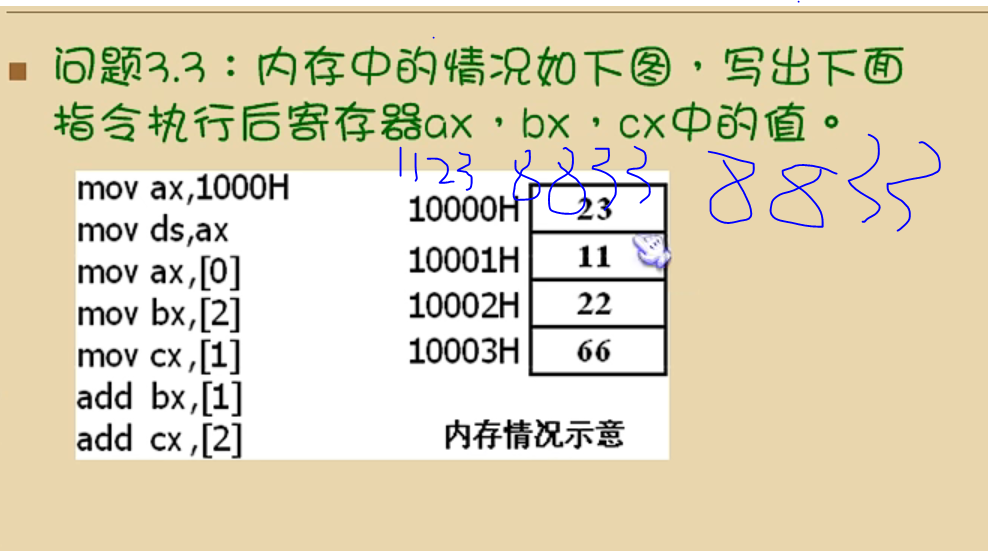 问题3.3：内存中的情况如下图，写出下面
指令执行后寄存器ax，bx，cx中的值。
1123 8833 8833
mov ax,1000H
mov ds,ax
mov ax,[0]
mov bx,[2]
mov cx,[1]
add bx,[1]
add cx,[2]
10000H 23
10001H 11
10002H 22
10003H 66
内存情况示意